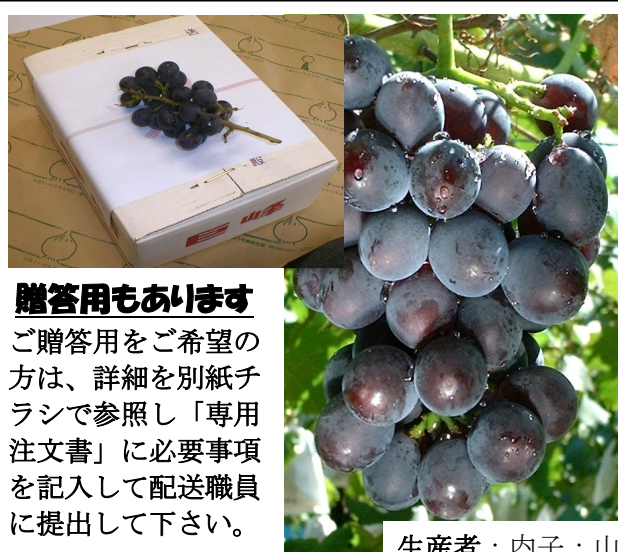 巨峰
贈答用もあります
ご贈答用をご希望の
方は、詳細を別紙チ
ラシで参照し「専用
注文書」に必要事項
を記入して配送職員
に提出して下さい。
生産者：内子・山